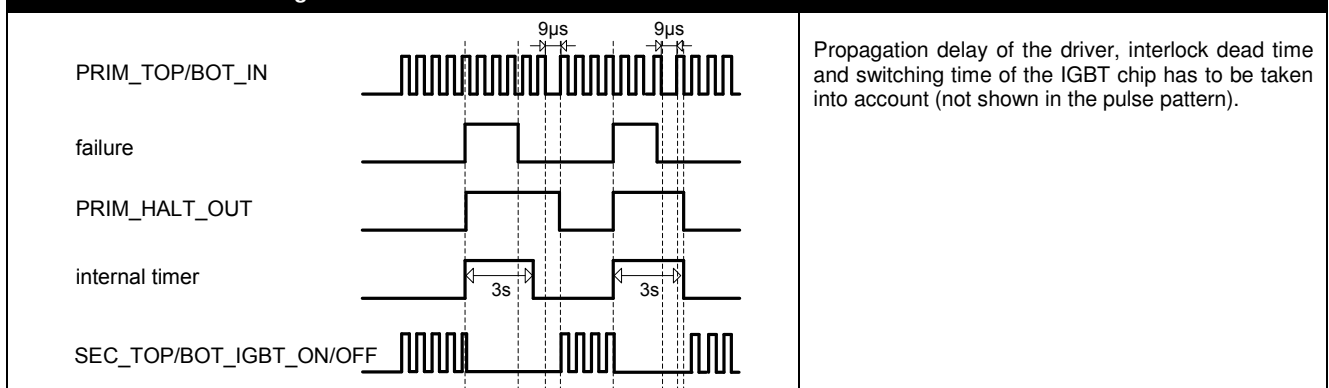 9µs 9µs
PRIM_TOP/BOT_IN
failure
PRIM_HALT_OUT
internal timer
3s 3s
SEC_TOP/BOT_IGBT_ON/OFF
Propagation delay of the driver, interlock dead time
and switching time of the IGBT chip has to be taken
into account (not shown in the pulse pattern).